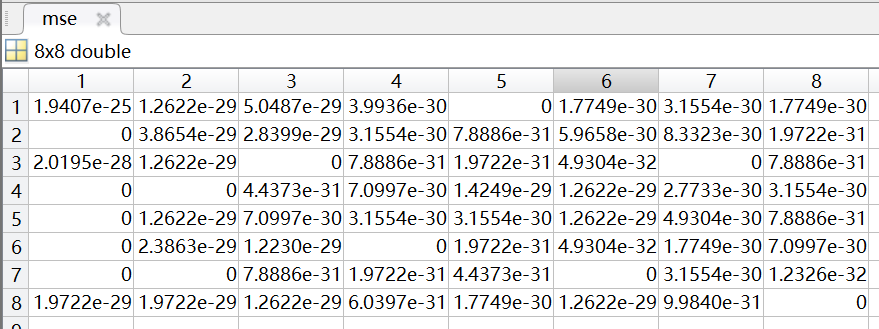 mse
8x8 double
1 2 3 4 5 6 7 8
1 1.9407e-25 1.2622e-29 5.0487e-29 3.9936e-30 0 1.7749e-30 3.1554e-30 1.7749e-30
2 0 3.8654e-29 2.8399e-29 3.1554e-30 7.8886e-31 5.9658e-30 8.3323e-30 1.9722e-31
3 2.0195e-28 1.2622e-29 0 7.8886e-31 1.9722e-31 4.9304e-32 0 7.8886e-31
4 0 0 4.4373e-31 7.0997e-30 1.4249e-29 1.2622e-29 2.7733e-30 3.1554e-30
5 0 1.2622e-29 7.0997e-30 3.1554e-30 3.1554e-30 1.2622e-29 4.9304e-30 7.8886e-31
6 0 2.3863e-29 1.2230e-29 0 1.9722e-31 4.9304e-32 1.7749e-30 7.0997e-30
7 0 0 7.8886e-31 1.9722e-31 4.4373e-31 0 3.1554e-30 1.2326e-32
8 1.9722e-29 1.9722e-29 1.2622e-29 6.0397e-31 1.7749e-30 1.2622e-29 9.9840e-31 0